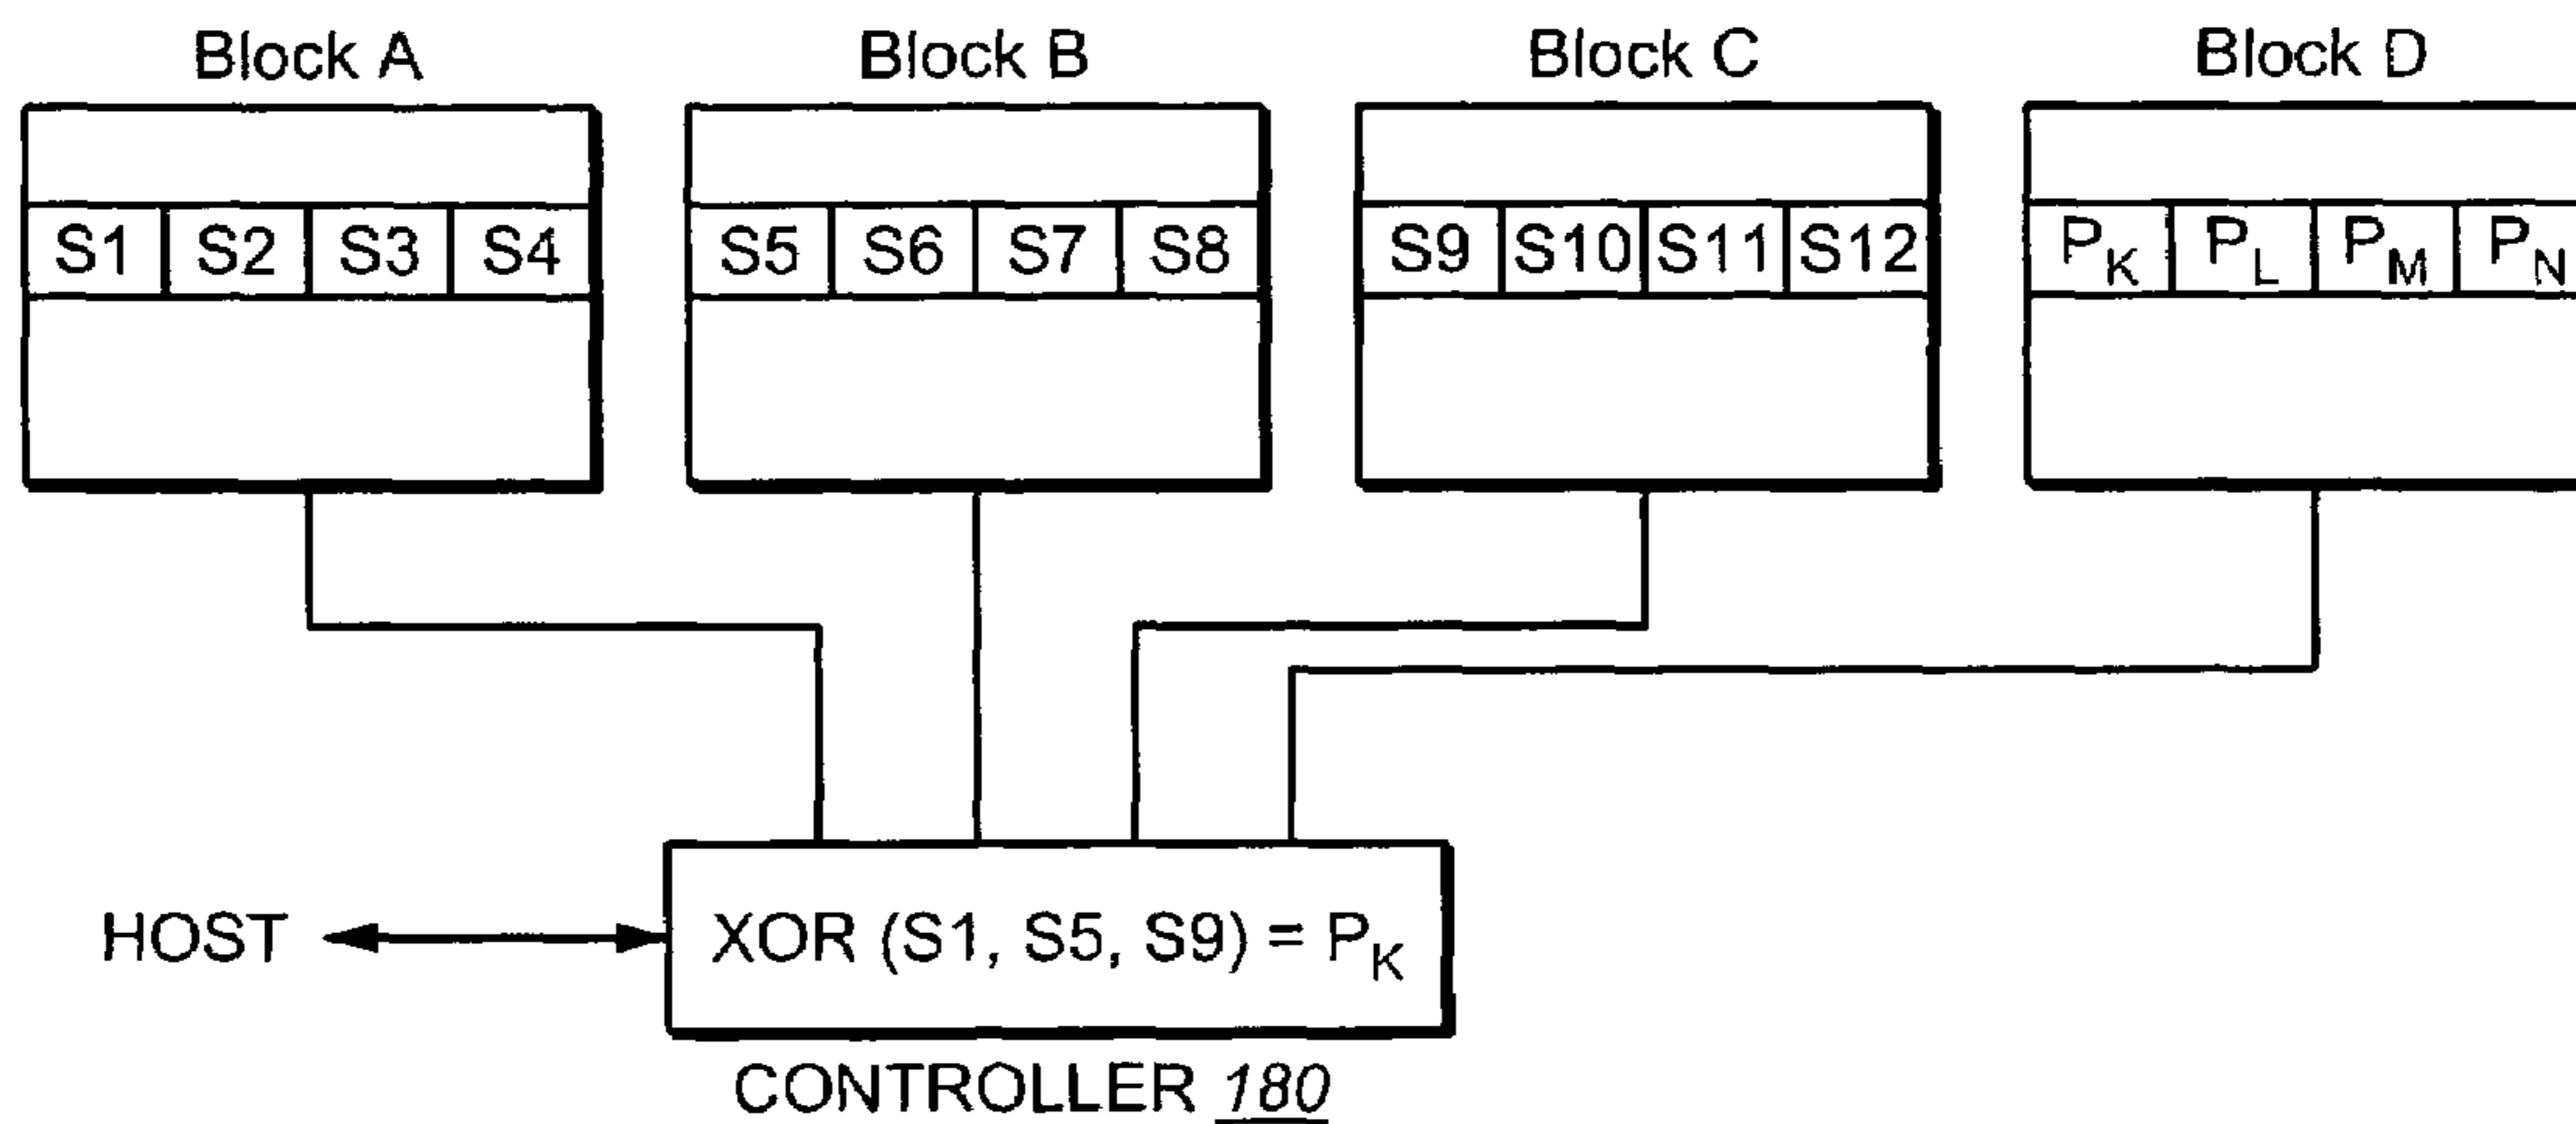 Block A Block B Block C Block D
S1 S2 S3 S4 S5 S6 S7 S8 S9 S10 S11 S12 PK PL PM PN
HOST XOR (S1, S5, S9) = PK
CONTROLLER 180